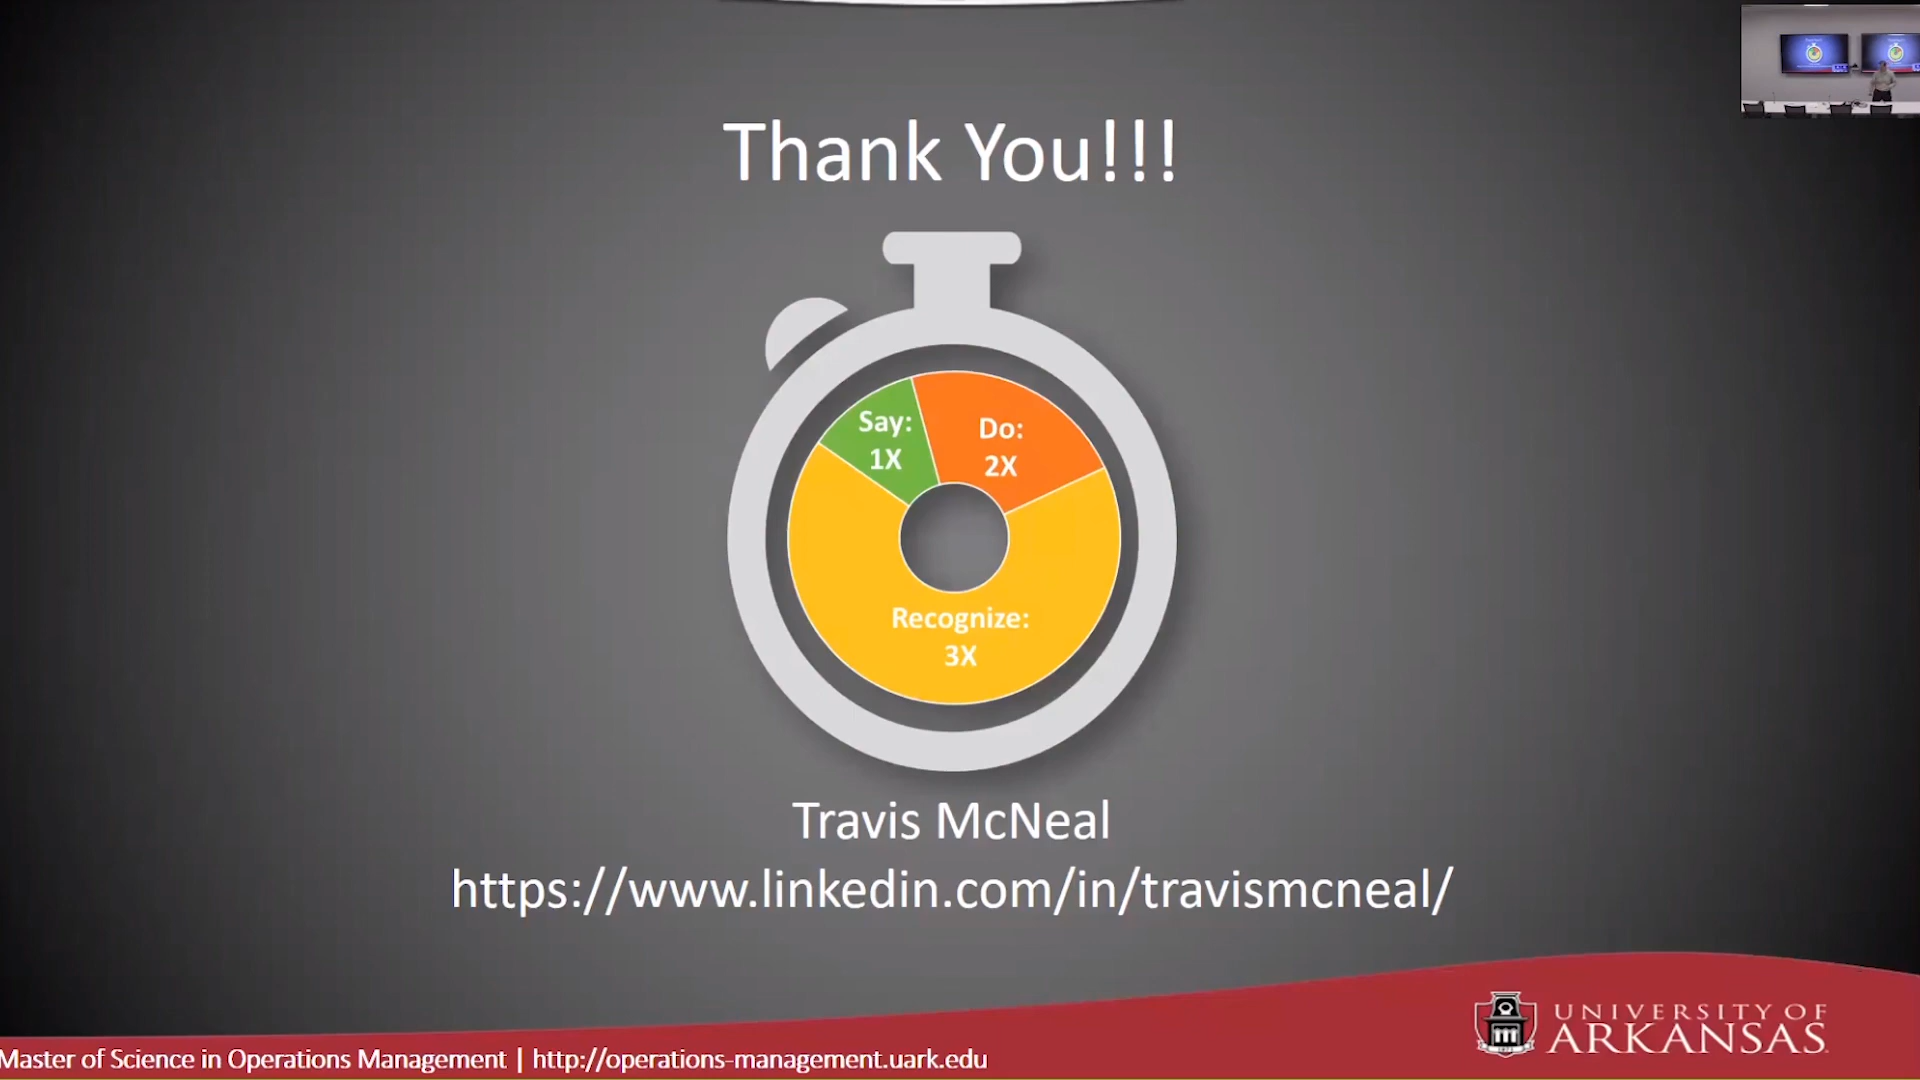 Thank You!!!
Say:
1X
Do:
2X
Recognize:
3X
Travis McNeal
https://www.linkedin.com/in/travismcneal/
UNIVERSITY OF
ARKANSAS
Master of Science in Operations Management | http://operations-management.uark.edu